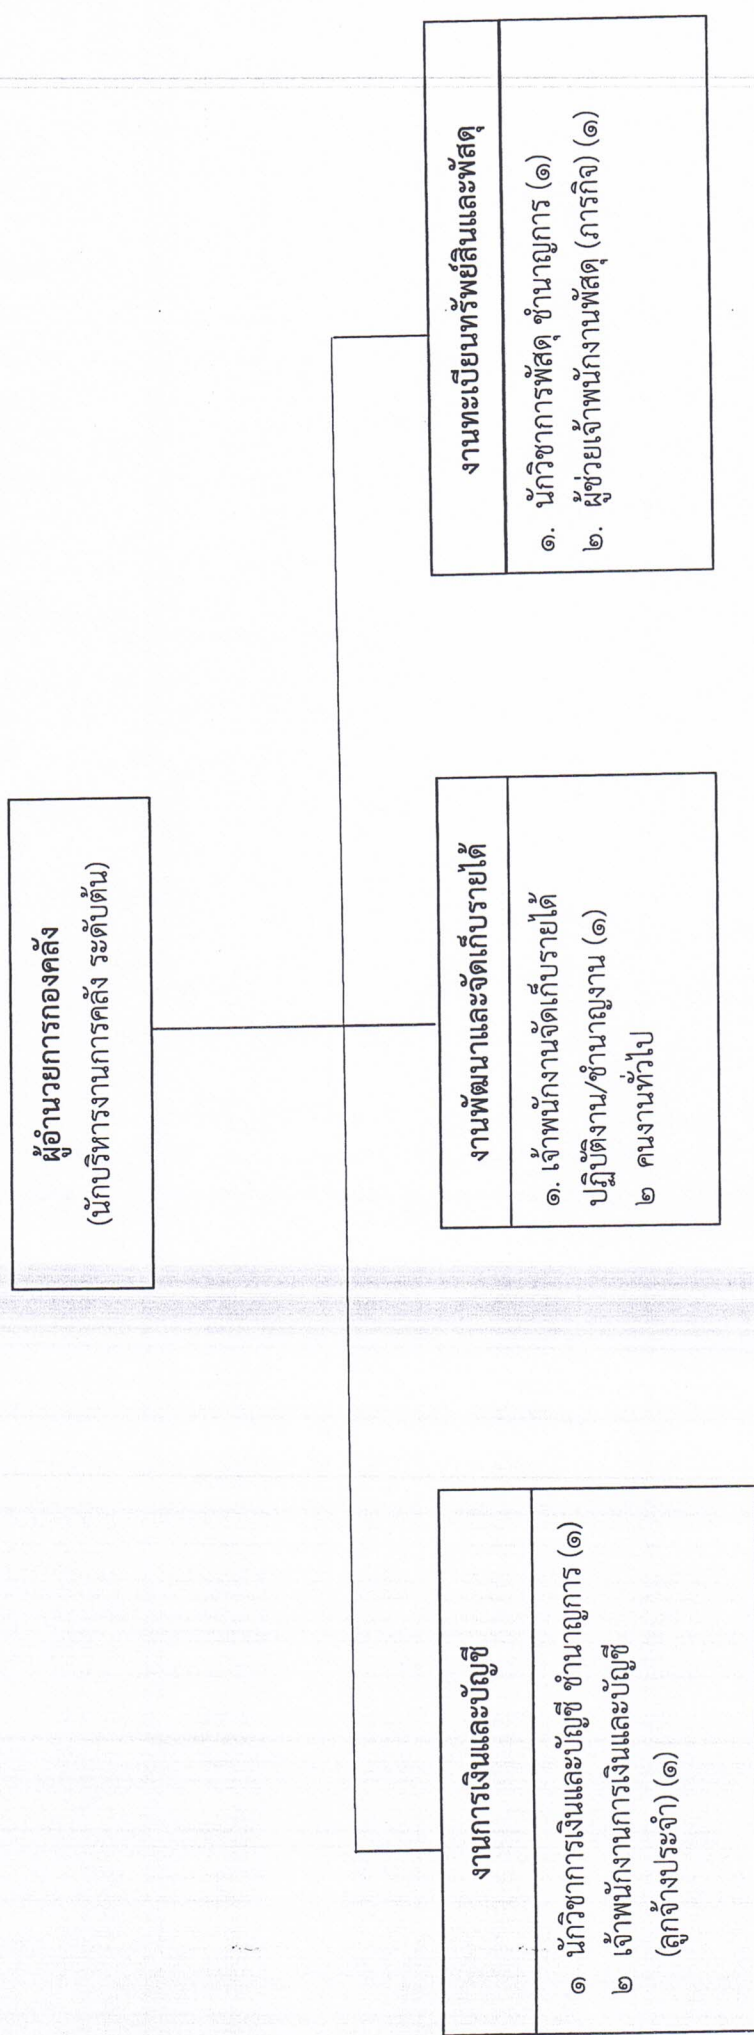 ผู้อำนวยการกองคลัง
(นักบริหารงานการคลัง ระดับต้น)
งานการเงินและบัญชี
๑ นักวิชาการเงินและบัญชี ชำนาญการ (๑)
๒ เจ้าพนักงานการเงินและบัญชี
(ลูกจ้างประจำ) (๑)
งานพัฒนาและจัดเก็บรายได้
๑. เจ้าพนักงานจัดเก็บรายได้
ปฏิบัติงาน/ชำนาญงาน (๑)
๒ คนงานทั่วไป
งานทะเบียนทรัพย์สินและพัสดุ
๑. นักวิชาการพัสดุ ชำนาญการ (๑)
๒. ผู้ช่วยเจ้าพนักงานพัสดุ (ภารกิจ) (๑)